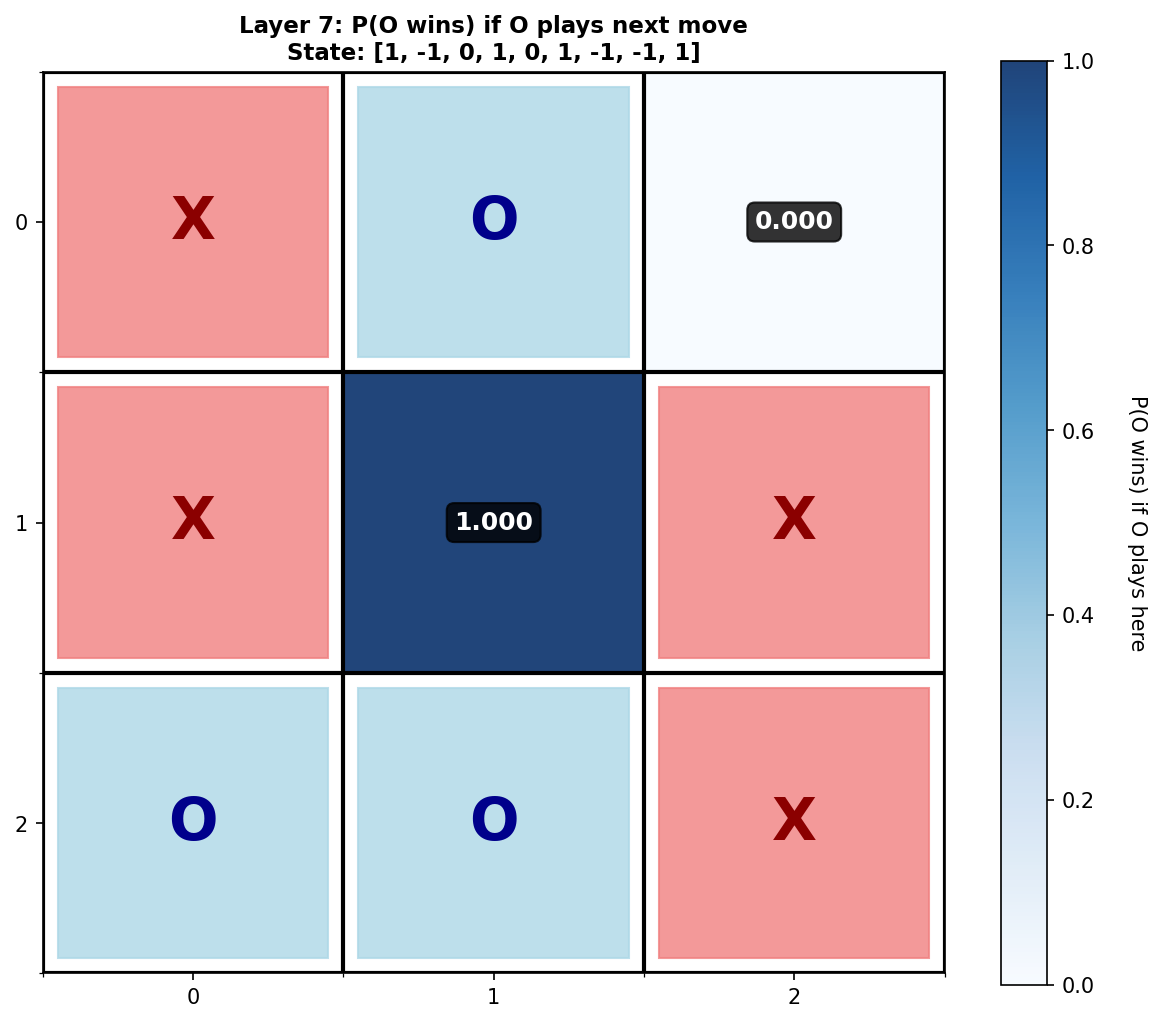 Layer 7: P(O wins) if O plays next move
State: [1, -1, 0, 1, 0, 1, -1, -1, 1]
0
X
O
0.000
1
X
1.000
X
2
O
O
X
0
1
2
1.0
0.8
0.6
0.4
0.2
0.0
P(O wins) if O plays here